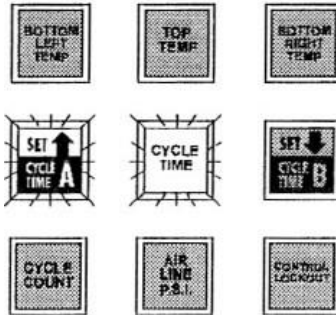 BOTTOM
LEFT
TEMP
TOP
TEMP
BOTTOM
RIGHT
TEMP
SET
CYCLE
TIME A
CYCLE
TIME
SET
CYCLE
TIME B
CYCLE
COUNT
AIR
LINE
P.S.I.
CONTROL
LOCKOUT